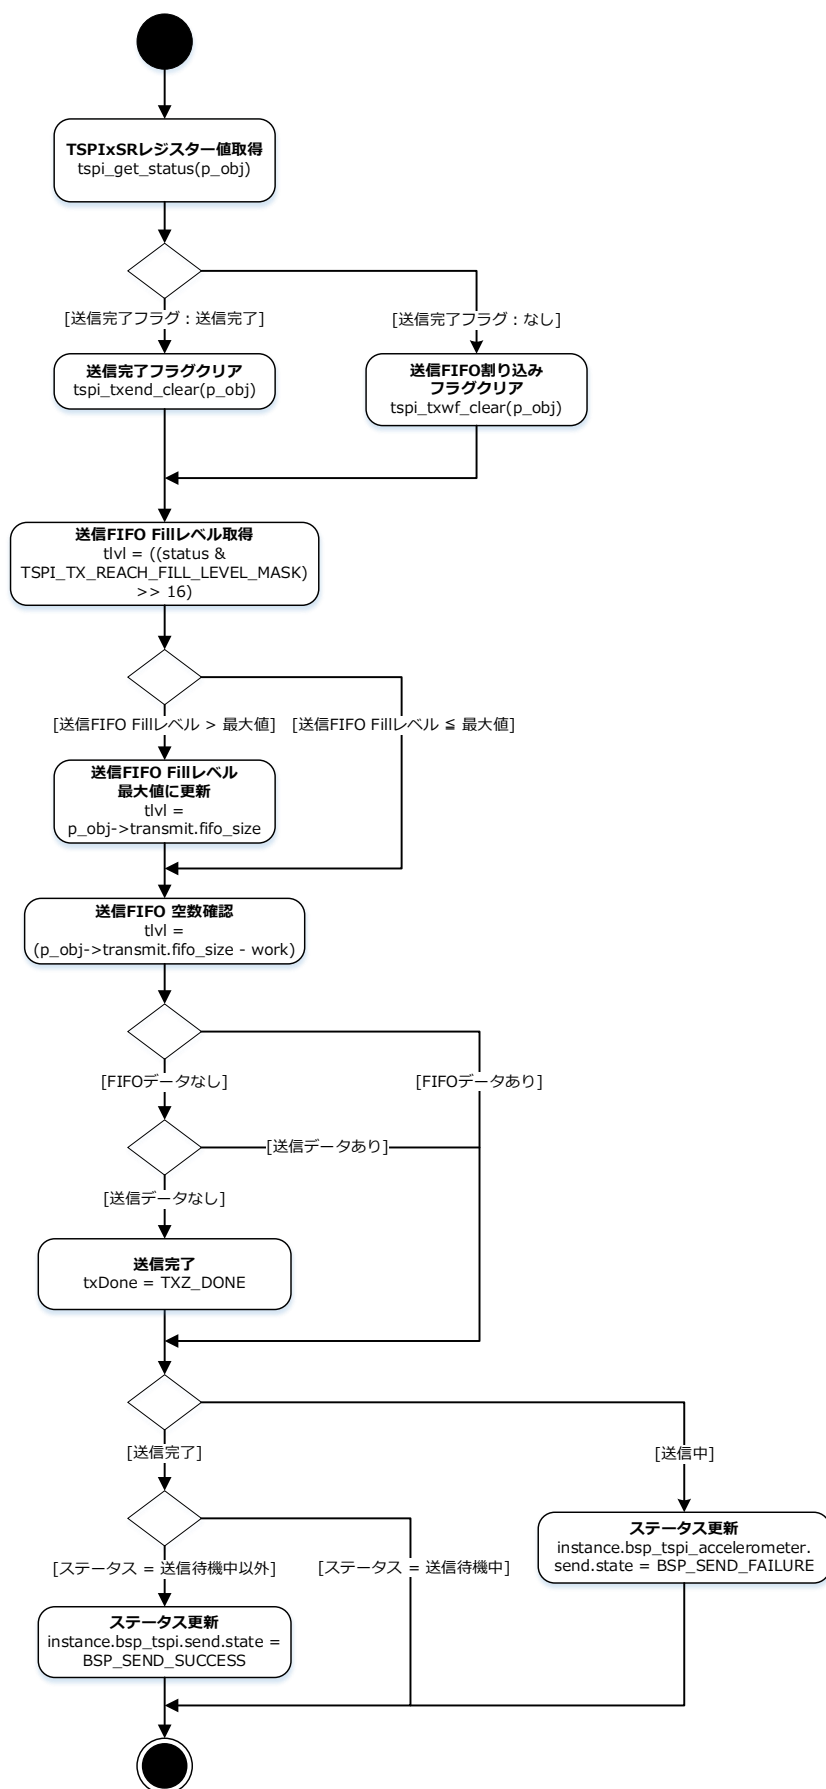 TSPIxSRレジスター値取得
tspi_get_status(p_obj)
[送信完了フラグ：送信完了]
[送信完了フラグ：なし]
送信完了フラグクリア
tspi_txend_clear(p_obj)
送信FIFO割り込み
フラグクリア
tspi_txwf_clear(p_obj)
送信FIFO Fillレベル取得
tlvl = ((status &
TSPI_TX_REACH_FILL_LEVEL_MASK)
>> 16)
[送信FIFO Fillレベル > 最大値]
[送信FIFO Fillレベル ≦ 最大値]
送信FIFO Fillレベル
最大値に更新
tlvl =
p_obj->transmit.fifo_size
送信FIFO 空数確認
tlvl =
(p_obj->transmit.fifo_size - work)
[FIFOデータなし]
[FIFOデータあり]
[送信データあり]
[送信データなし]
送信完了
txDone = TXZ_DONE
[送信完了]
[送信中]
ステータス更新
instance.bsp_tspi_accelerometer.
send.state = BSP_SEND_FAILURE
[ステータス = 送信待機中以外]
[ステータス = 送信待機中]
ステータス更新
instance.bsp_tspi.send.state =
BSP_SEND_SUCCESS